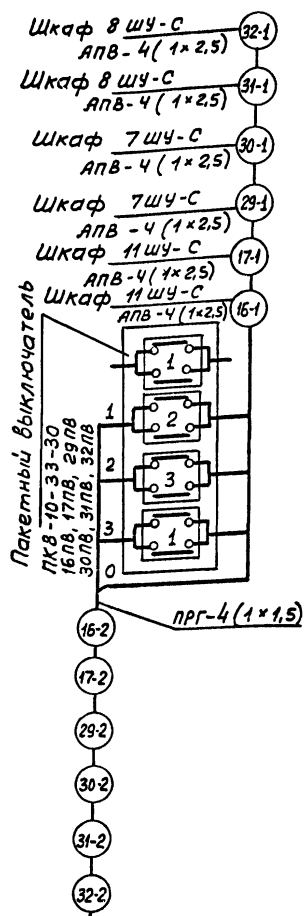 Шкаф 8 ШУ-С
АПВ-4 (1×2,5)
32-1
Шкаф 8 ШУ-С
АПВ-4 (1×2,5)
31-1
Шкаф 7 ШУ-С
АПВ-4 (1×2,5)
30-1
Шкаф 7 ШУ-С
АПВ-4 (1×2,5)
29-1
Шкаф 11 ШУ-С
АПВ-4 (1×2,5)
17-1
Шкаф 11 ШУ-С
АПВ-4 (1×2,5)
16-1
Пакетный выключатель
ПКВ-10-33-30
16ПВ, 17ПВ, 29ПВ
30ПВ, 31ПВ, 32ПВ
1
1
2
2
3
3
1
0
ПРГ-4 (1×1,5)
16-2
17-2
29-2
30-2
31-2
32-2